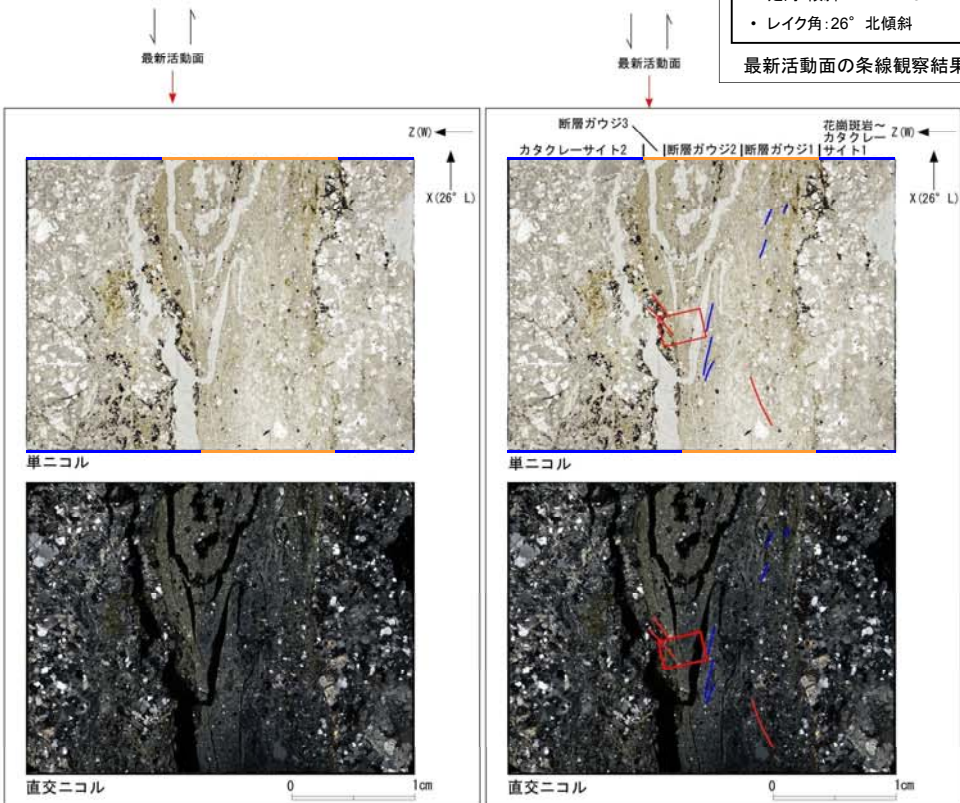 ・ レイク角:26° 北傾斜
最新活動面の条線観察結果
最新活動面
Z(W)
X(26° L)
単ニコル
直交ニコル
0 1cm
最新活動面
断層ガウジ3
カタクレーサイト2
断層ガウジ2
断層ガウジ1
花崗斑岩～
カタクレー
サイト1
Z(W)
X(26° L)
単ニコル
直交ニコル
0 1cm